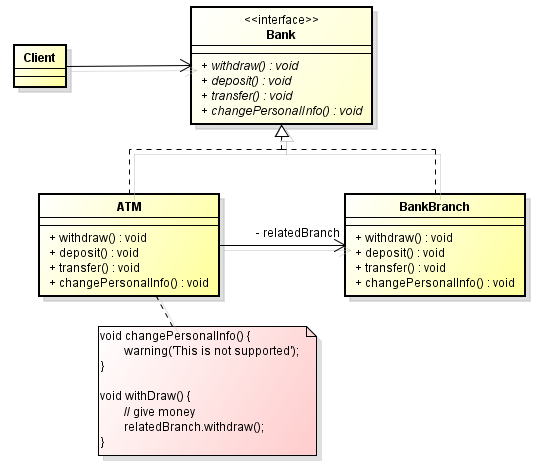 <<interface>>
Bank
+ withdraw() : void
+ deposit() : void
+ transfer() : void
+ changePersonalInfo() : void
Client
ATM
+ withdraw() : void
+ deposit() : void
+ transfer() : void
+ changePersonalInfo() : void
- relatedBranch
BankBranch
+ withdraw() : void
+ deposit() : void
+ transfer() : void
+ changePersonalInfo() : void
void changePersonalInfo() {
warning('This is not supported');
}
void withDraw() {
// give money
relatedBranch.withdraw();
}